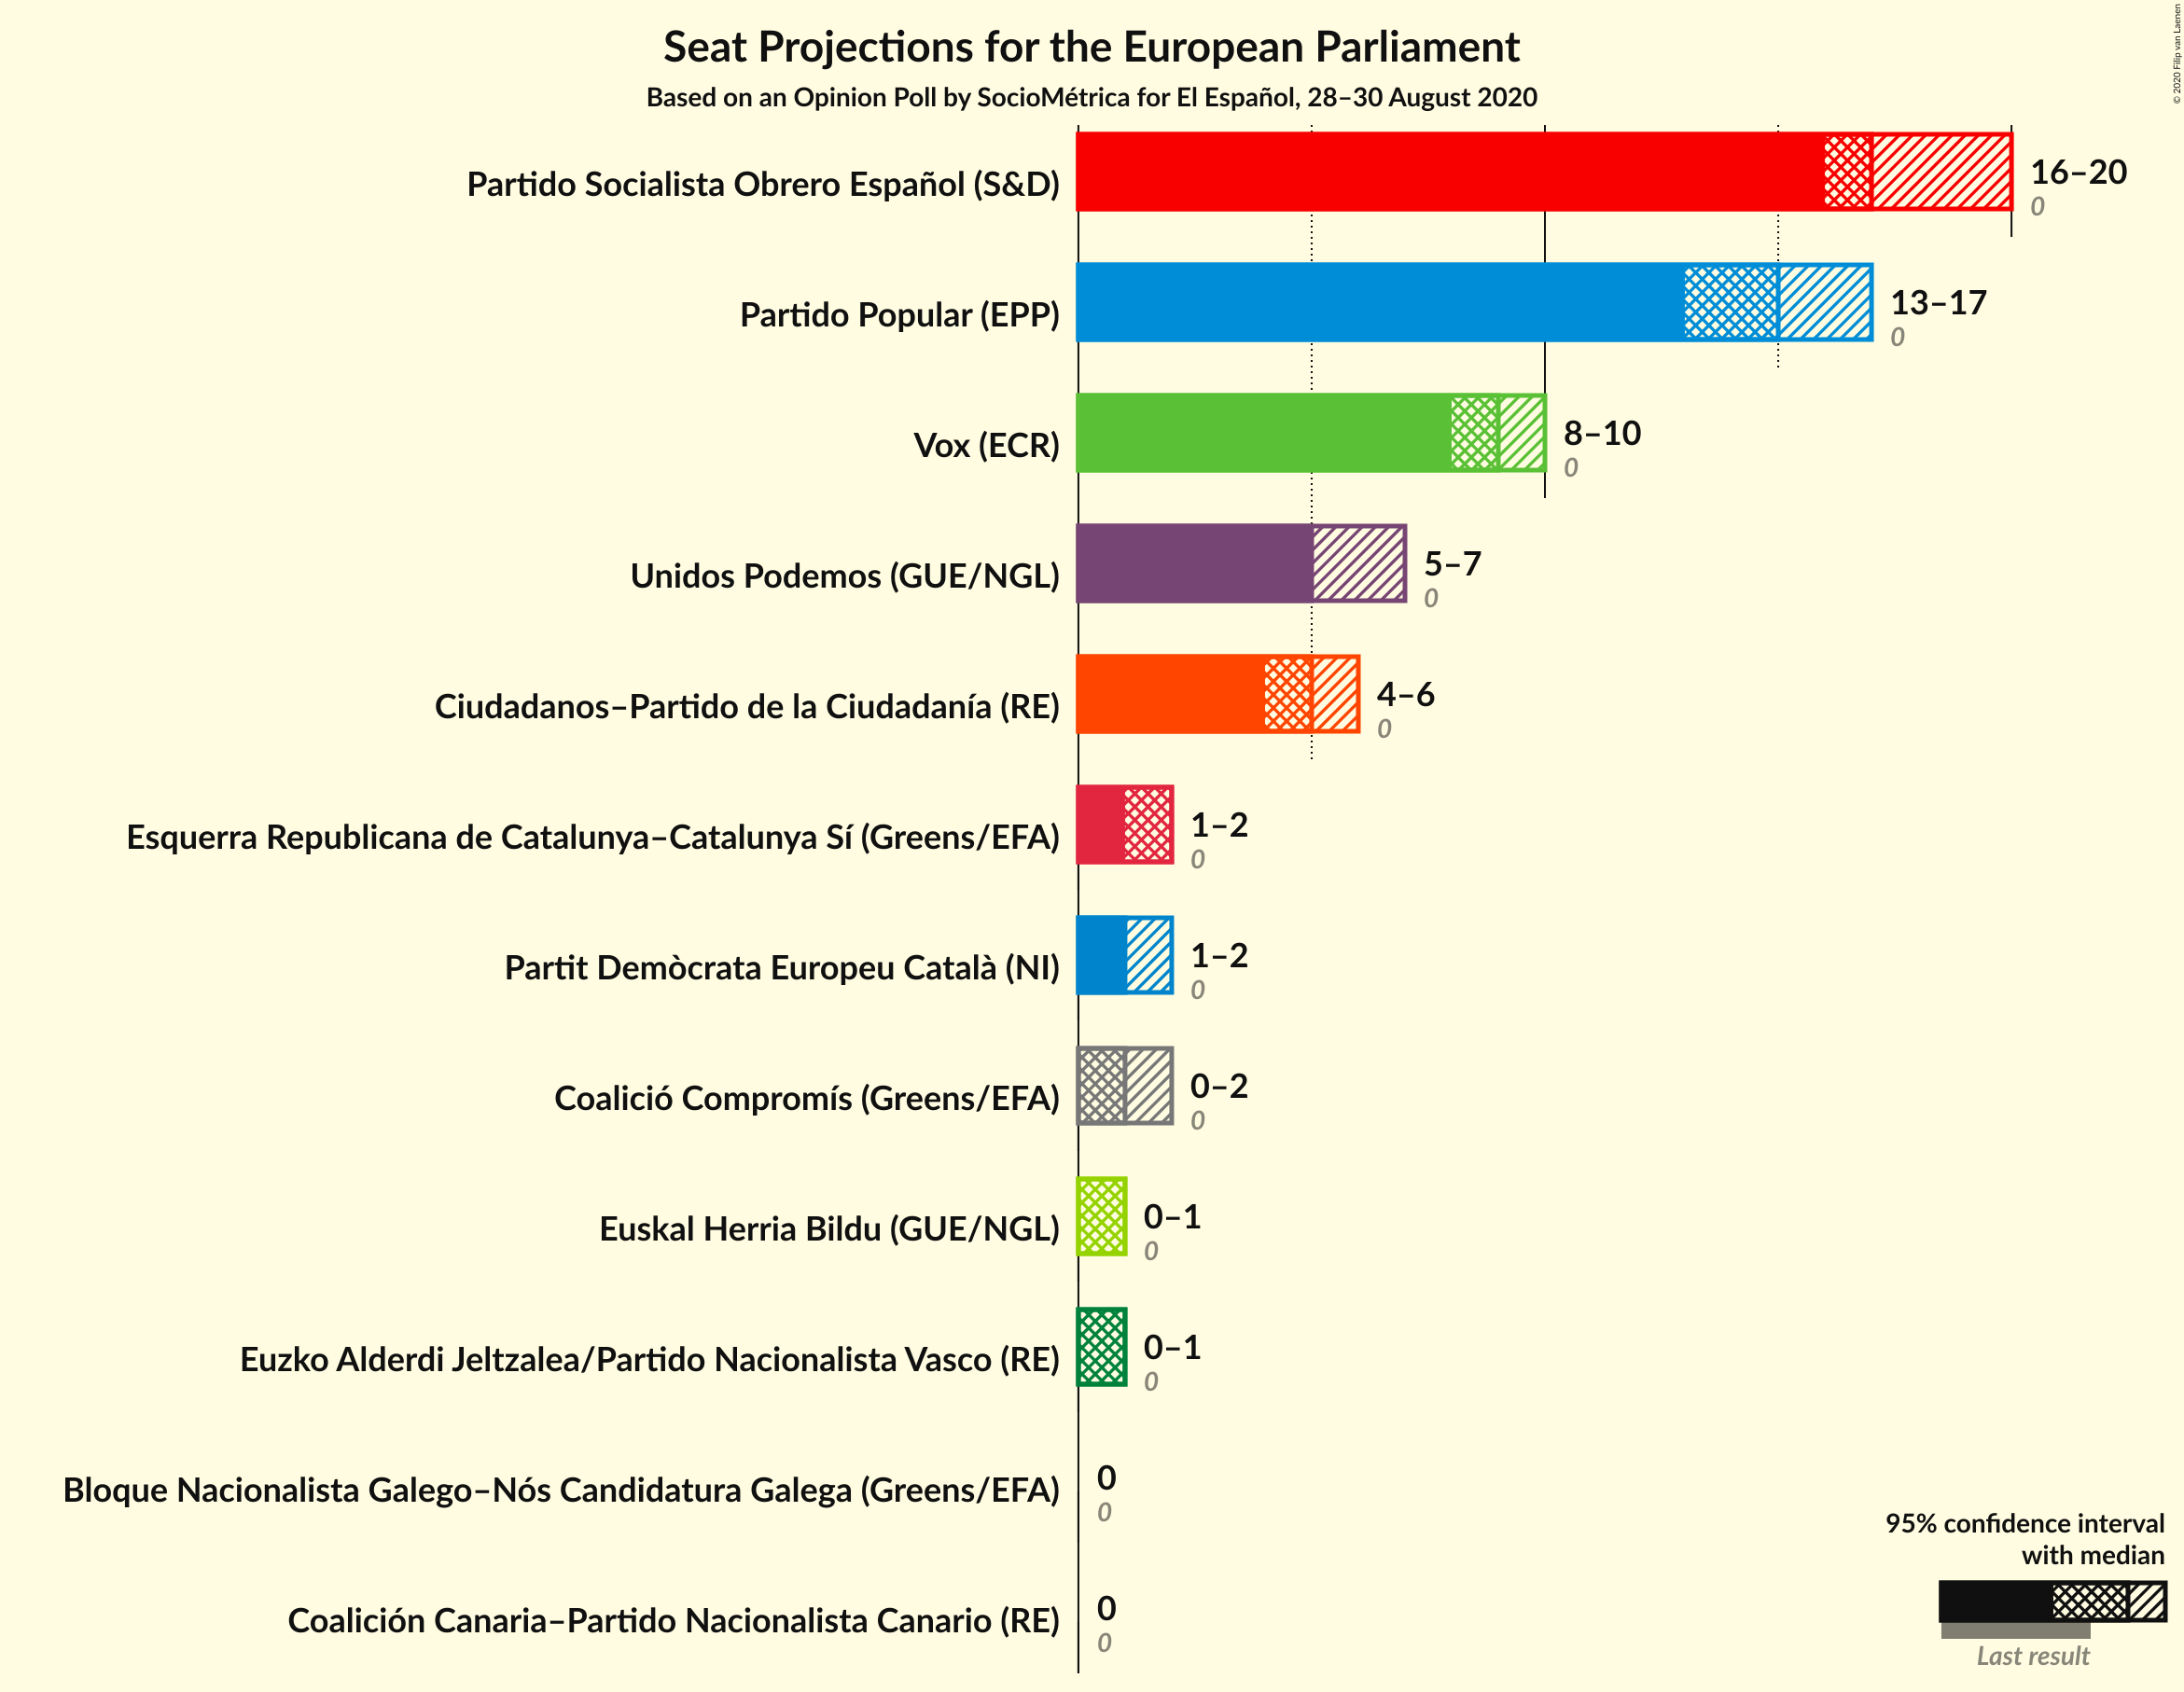 Seat Projections for the European Parliament
Based on an Opinion Poll by SocioMétrica for El Español, 28–30 August 2020
© 2020 Filip van Laenen
Partido Socialista Obrero Español (S&D)
16–20
0
Partido Popular (EPP)
13–17
0
Vox (ECR)
8–10
0
Unidos Podemos (GUE/NGL)
5–7
0
Ciudadanos–Partido de la Ciudadanía (RE)
4–6
0
Esquerra Republicana de Catalunya–Catalunya Sí (Greens/EFA)
1–2
0
Partit Demòcrata Europeu Català (NI)
1–2
0
Coalició Compromís (Greens/EFA)
0–2
0
Euskal Herria Bildu (GUE/NGL)
0–1
0
Euzko Alderdi Jeltzalea/Partido Nacionalista Vasco (RE)
0–1
0
Bloque Nacionalista Galego–Nós Candidatura Galega (Greens/EFA)
0
0
Coalición Canaria–Partido Nacionalista Canario (RE)
0
0
95% confidence interval
with median
Last result